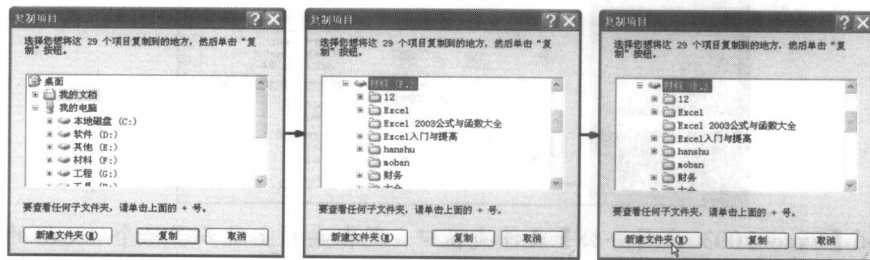 复制项目
选择您想将这 29 个项目复制到的地方，然后单击“复
制”按钮。
桌面
我的文档
我的电脑
本地磁盘 (C:)
软件 (D:)
其他 (E:)
材料 (F:)
工程 (G:)
要查看任何子文件夹，请单击上面的 + 号。
新建文件夹(M)
复制
取消
复制项目
选择您想将这 29 个项目复制到的地方，然后单击“复
制”按钮。
材料 (F:)
12
Excel
Excel 2003公式与函数大全
Excel入门与提高
hanshu
moban
财务
大全
要查看任何子文件夹，请单击上面的 + 号。
新建文件夹(M)
复制
取消
复制项目
选择您想将这 29 个项目复制到的地方，然后单击“复
制”按钮。
材料 (F:)
12
Excel
Excel 2003公式与函数大全
Excel入门与提高
hanshu
moban
财务
大全
要查看任何子文件夹，请单击上面的 + 号。
新建文件夹(M)
复制
取消